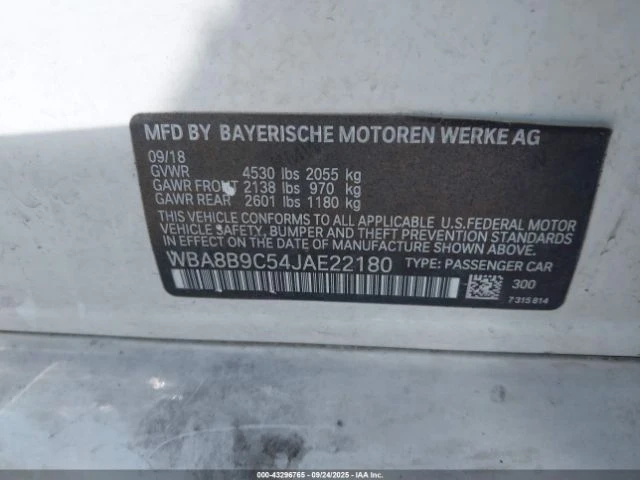 MFD BY BAYERISCHE MOTOREN WERKE AG
09/18
GVWR 4530 lbs 2055 kg
GAWR FRONT 2138 lbs 970 kg
GAWR REAR 2601 lbs 1180 kg
THIS VEHICLE CONFORMS TO ALL APPLICABLE U.S.FEDERAL MOTOR
VEHICLE SAFETY, BUMPER, AND THEFT PREVENTION STANDARDS
IN EFFECT ON THE DATE OF MANUFACTURE SHOWN ABOVE.
WBA8B9C54JAE22180 TYPE: PASSENGER CAR
300
7315814
000-43296765 - 09/24/2025 - IAAI.COM